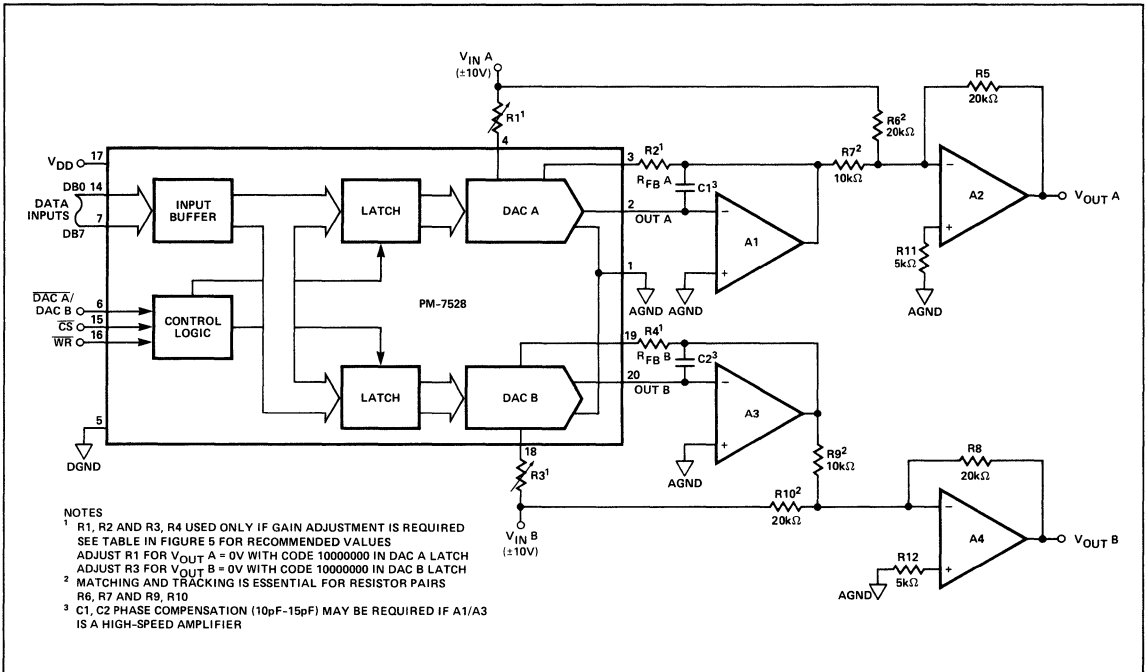 V_IN A
(±10V)
R1¹
4
R6²
20kΩ
R5
20kΩ
V_DD 17
DB0 14
DATA
INPUTS
7
DB7
INPUT
BUFFER
LATCH
DAC A
3
R2¹
R_FB A
C1³
2
OUT A
−
+
A1
R7²
10kΩ
−
+
A2
V_OUT A
R11
5kΩ
AGND
1
AGND
AGND
PM-7528
D̅A̅C̅ ̅A̅/
DAC B
6
C̅S̅
15
W̅R̅
16
CONTROL
LOGIC
19
R4¹
R_FB B
C2³
20
OUT B
−
+
A3
AGND
LATCH
DAC B
5
DGND
18
R3¹
V_IN B
(±10V)
R9²
10kΩ
R10²
20kΩ
R8
20kΩ
−
+
A4
V_OUT B
R12
5kΩ
AGND
NOTES
¹ R1, R2 AND R3, R4 USED ONLY IF GAIN ADJUSTMENT IS REQUIRED
SEE TABLE IN FIGURE 5 FOR RECOMMENDED VALUES
ADJUST R1 FOR V_OUT A = 0V WITH CODE 10000000 IN DAC A LATCH
ADJUST R3 FOR V_OUT B = 0V WITH CODE 10000000 IN DAC B LATCH
² MATCHING AND TRACKING IS ESSENTIAL FOR RESISTOR PAIRS
R6, R7 AND R9, R10
³ C1, C2 PHASE COMPENSATION (10pF-15pF) MAY BE REQUIRED IF A1/A3
IS A HIGH-SPEED AMPLIFIER